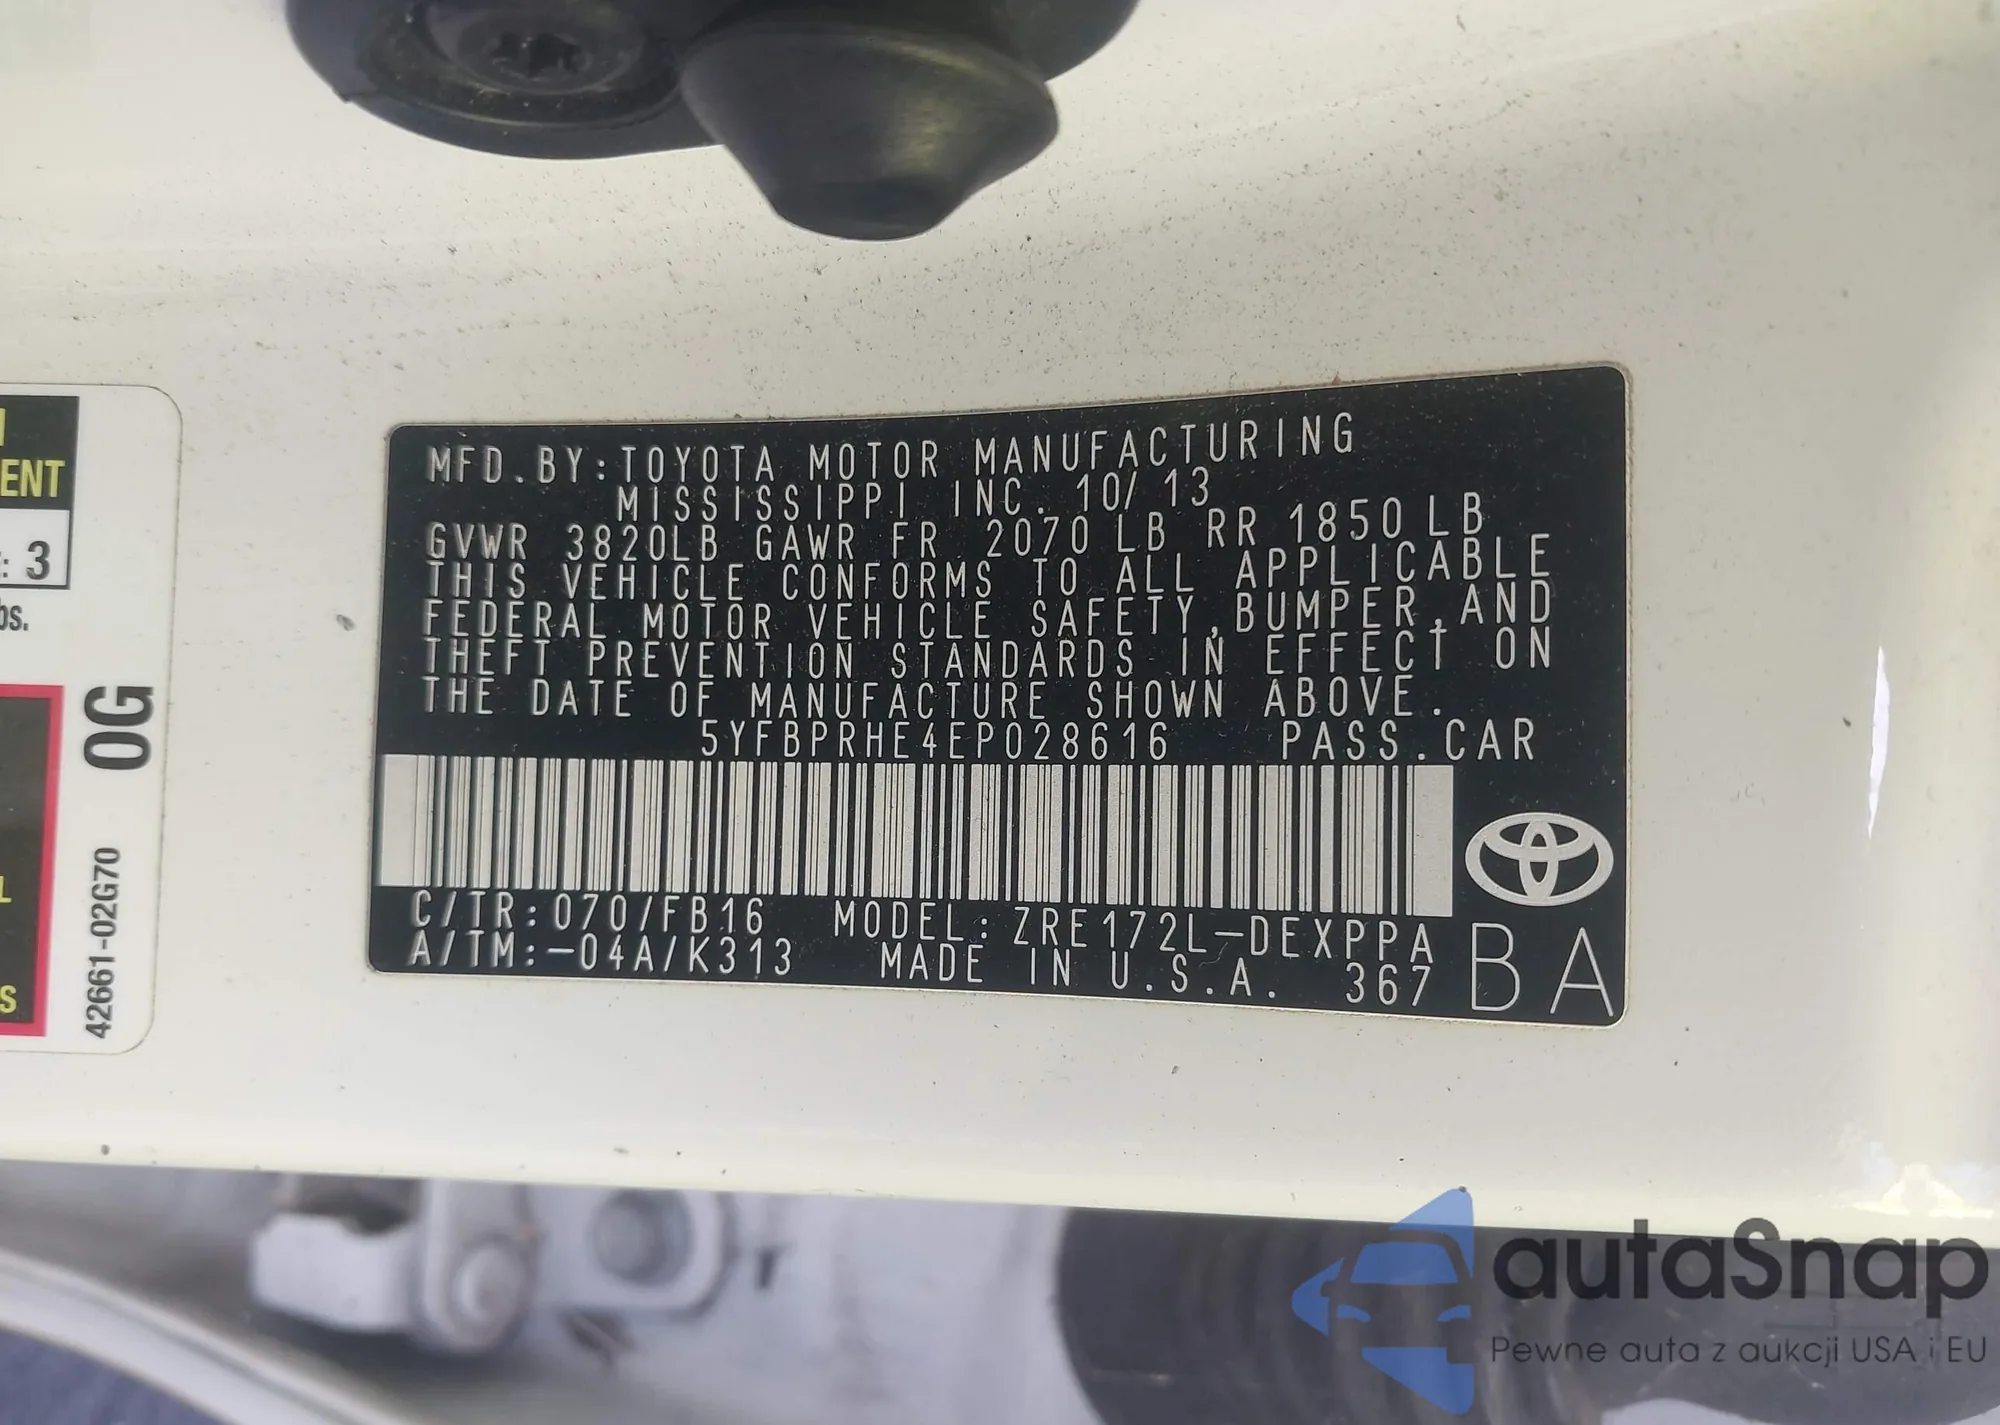 MFD.BY:TOYOTA MOTOR MANUFACTURING
MISSISSIPPI INC. 10/13
GVWR 3820LB GAWR FR 2070 LB RR 1850 LB
THIS VEHICLE CONFORMS TO ALL APPLICABLE
FEDERAL MOTOR VEHICLE SAFETY,BUMPER,AND
THEFT PREVENTION STANDARDS IN EFFECT ON
THE DATE OF MANUFACTURE SHOWN ABOVE.
5YFBPRHE4EP028616 PASS.CAR
C/TR:070/FB16 MODEL:ZRE172L-DEXPPA
A/TM:-04A/K313 MADE IN U.S.A. 367
BA
ENT
: 3
bs.
0G
42661-02G70
L
S
autaSnap
Pewne auta z aukcji USA i EU